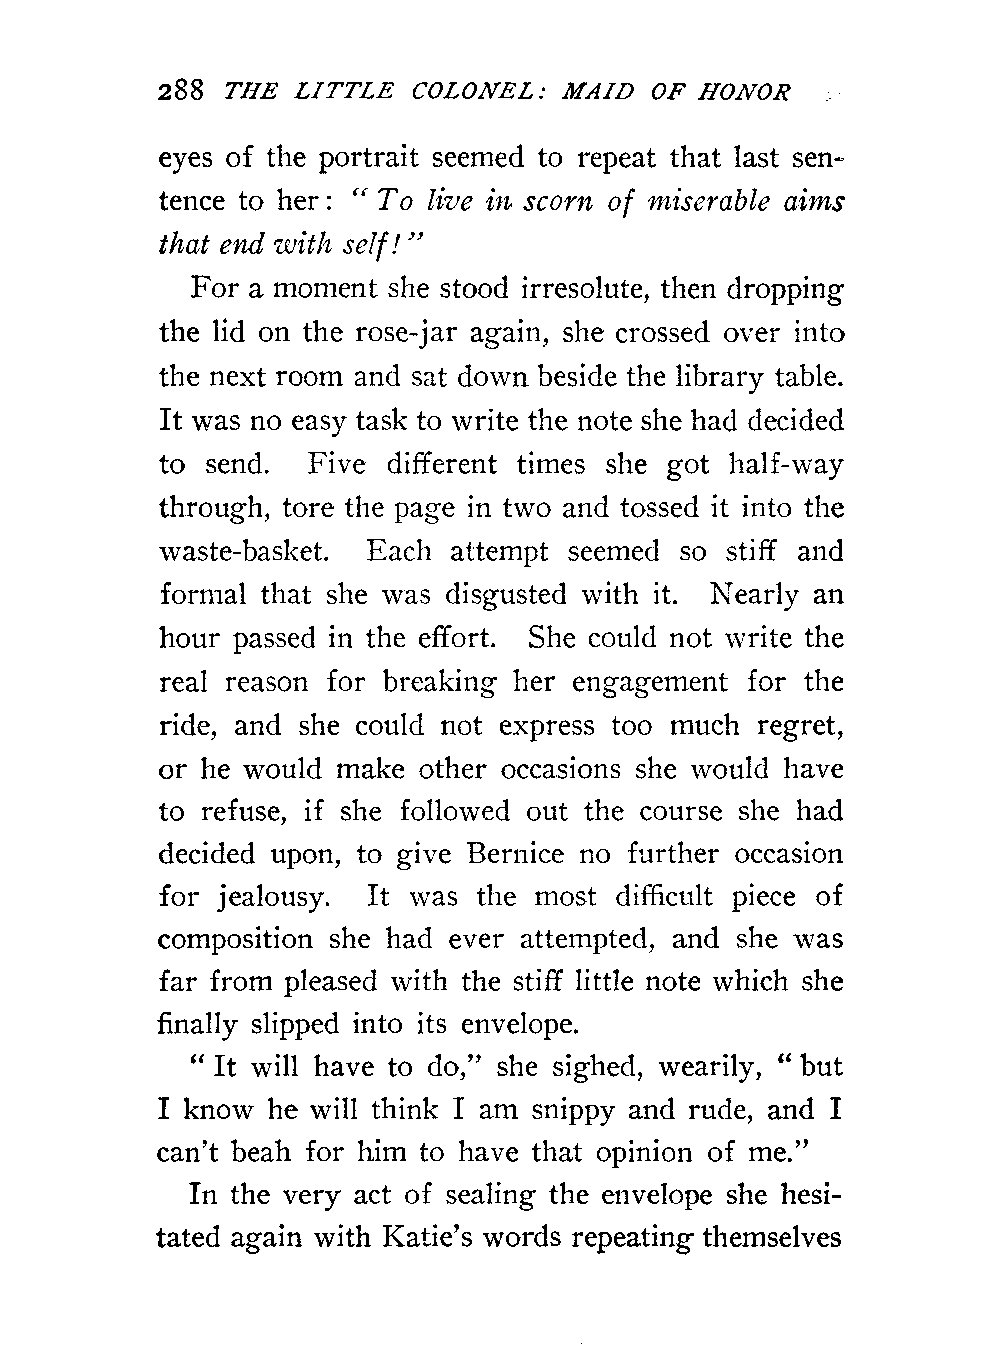 288 THE LITTLE COLONEL: MAID OF HONOR
eyes of the portrait seemed to repeat that last sen-
tence to her: " To live in scorn of miserable aims
that end with self!"
For a moment she stood irresolute, then dropping
the lid on the rose-jar again, she crossed over into
the next room and sat down beside the library table.
It was no easy task to write the note she had decided
to send. Five different times she got half-way
through, tore the page in two and tossed it into the
waste-basket. Each attempt seemed so stiff and
formal that she was disgusted with it. Nearly an
hour passed in the effort. She could not write the
real reason for breaking her engagement for the
ride, and she could not express too much regret,
or he would make other occasions she would have
to refuse, if she followed out the course she had
decided upon, to give Bernice no further occasion
for jealousy. It was the most difficult piece of
composition she had ever attempted, and she was
far from pleased with the stiff little note which she
finally slipped into its envelope.
" It will have to do," she sighed, wearily, " but
I know he will think I am snippy and rude, and I
can't beah for him to have that opinion of me."
In the very act of sealing the envelope she hesi-
tated again with Katie's words repeating themselves